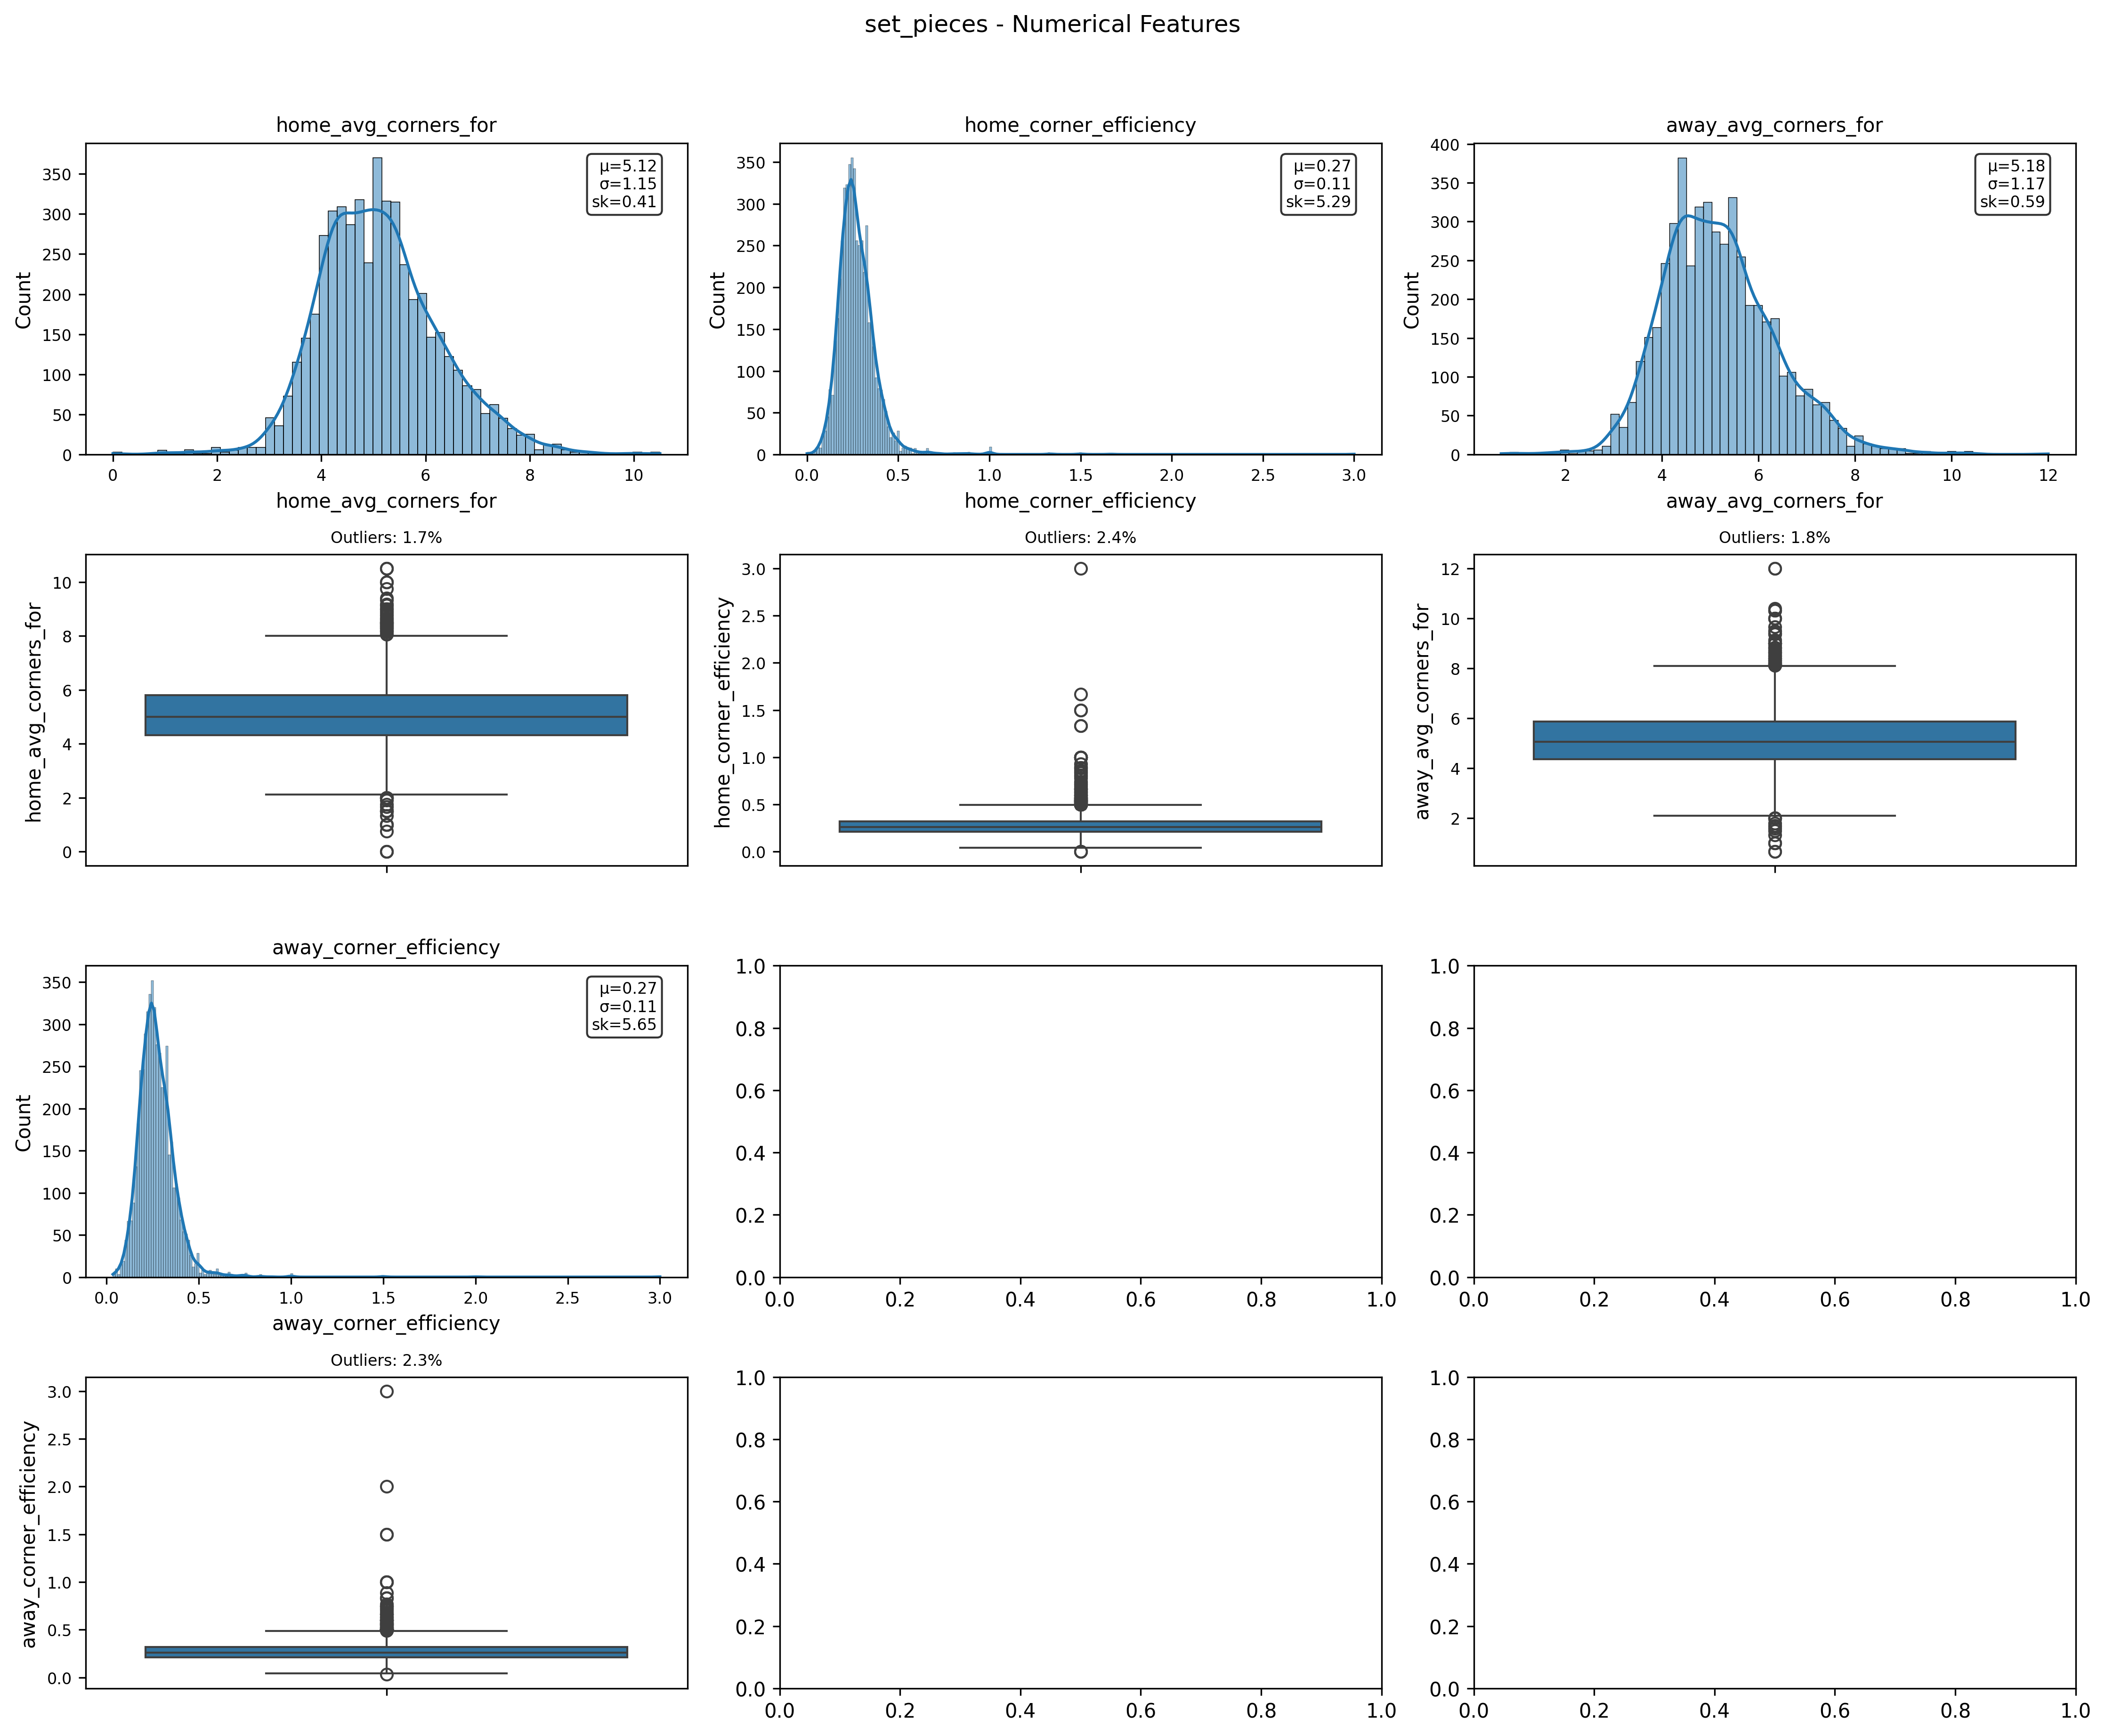 set_pieces - Numerical Features
home_avg_corners_for
μ=5.12
σ=1.15
sk=0.41
Count
350
300
250
200
150
100
50
0
0 2 4 6 8 10
home_avg_corners_for
home_corner_efficiency
μ=0.27
σ=0.11
sk=5.29
Count
350
300
250
200
150
100
50
0
0.0 0.5 1.0 1.5 2.0 2.5 3.0
home_corner_efficiency
away_avg_corners_for
μ=5.18
σ=1.17
sk=0.59
Count
400
350
300
250
200
150
100
50
0
2 4 6 8 10 12
away_avg_corners_for
Outliers: 1.7%
home_avg_corners_for
10
8
6
4
2
0
Outliers: 2.4%
home_corner_efficiency
3.0
2.5
2.0
1.5
1.0
0.5
0.0
Outliers: 1.8%
away_avg_corners_for
12
10
8
6
4
2
away_corner_efficiency
μ=0.27
σ=0.11
sk=5.65
Count
350
300
250
200
150
100
50
0
0.0 0.5 1.0 1.5 2.0 2.5 3.0
away_corner_efficiency
1.0
0.8
0.6
0.4
0.2
0.0
0.0 0.2 0.4 0.6 0.8 1.0
1.0
0.8
0.6
0.4
0.2
0.0
0.0 0.2 0.4 0.6 0.8 1.0
Outliers: 2.3%
away_corner_efficiency
3.0
2.5
2.0
1.5
1.0
0.5
0.0
1.0
0.8
0.6
0.4
0.2
0.0
0.0 0.2 0.4 0.6 0.8 1.0
1.0
0.8
0.6
0.4
0.2
0.0
0.0 0.2 0.4 0.6 0.8 1.0